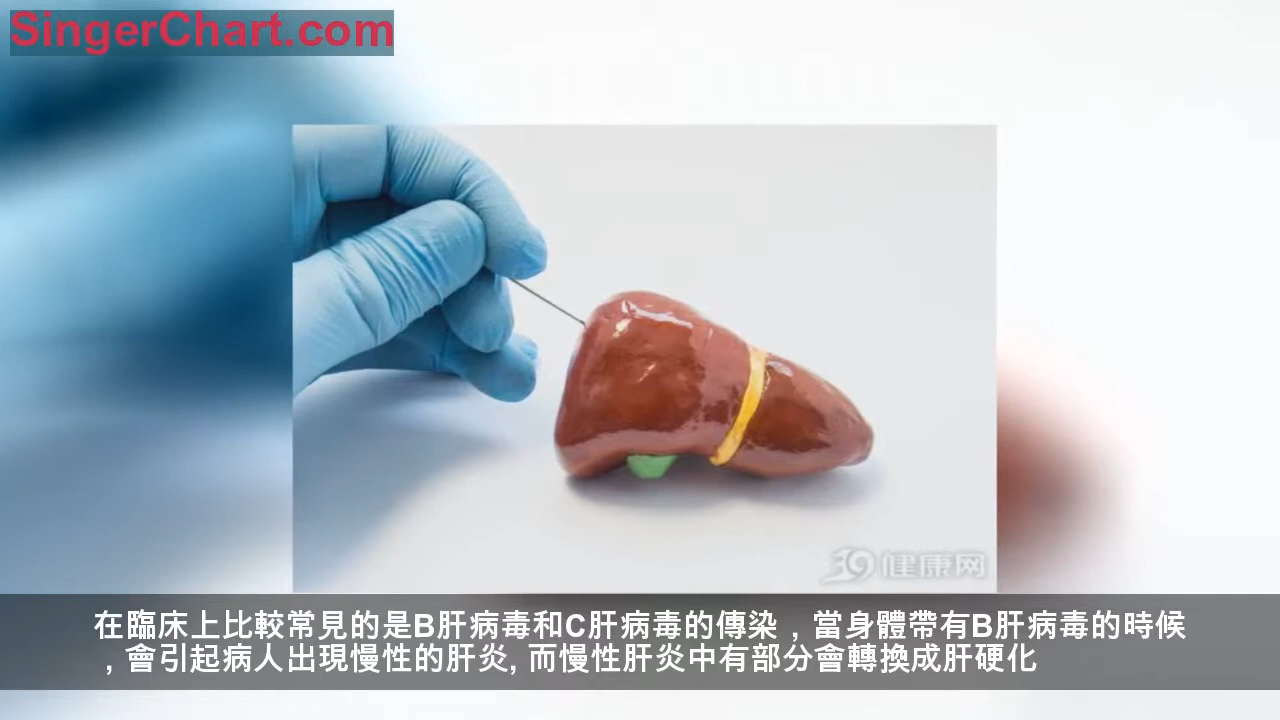 SingerChart.com
39健康网
在臨床上比較常見的是B肝病毒和C肝病毒的傳染，當身體帶有B肝病毒的時候
，會引起病人出現慢性的肝炎, 而慢性肝炎中有部分會轉換成肝硬化